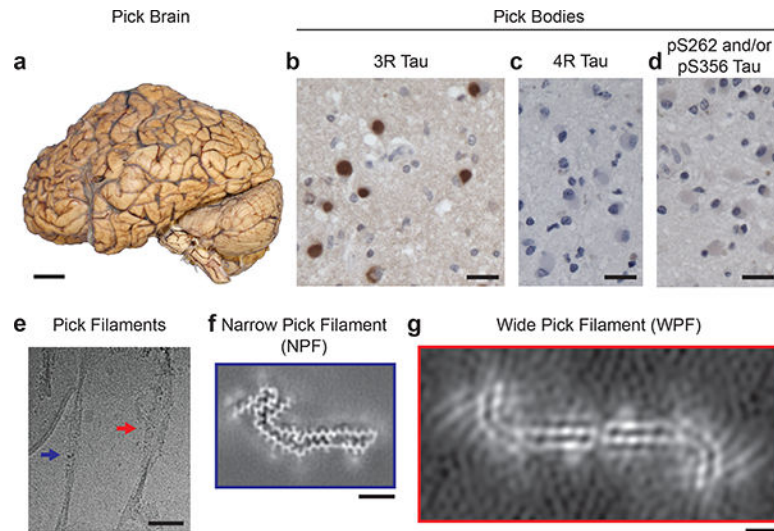 Pick Brain
Pick Bodies
a
b
3R Tau
c
4R Tau
d
pS262 and/or
pS356 Tau
e
Pick Filaments
f
Narrow Pick Filament
(NPF)
g
Wide Pick Filament (WPF)